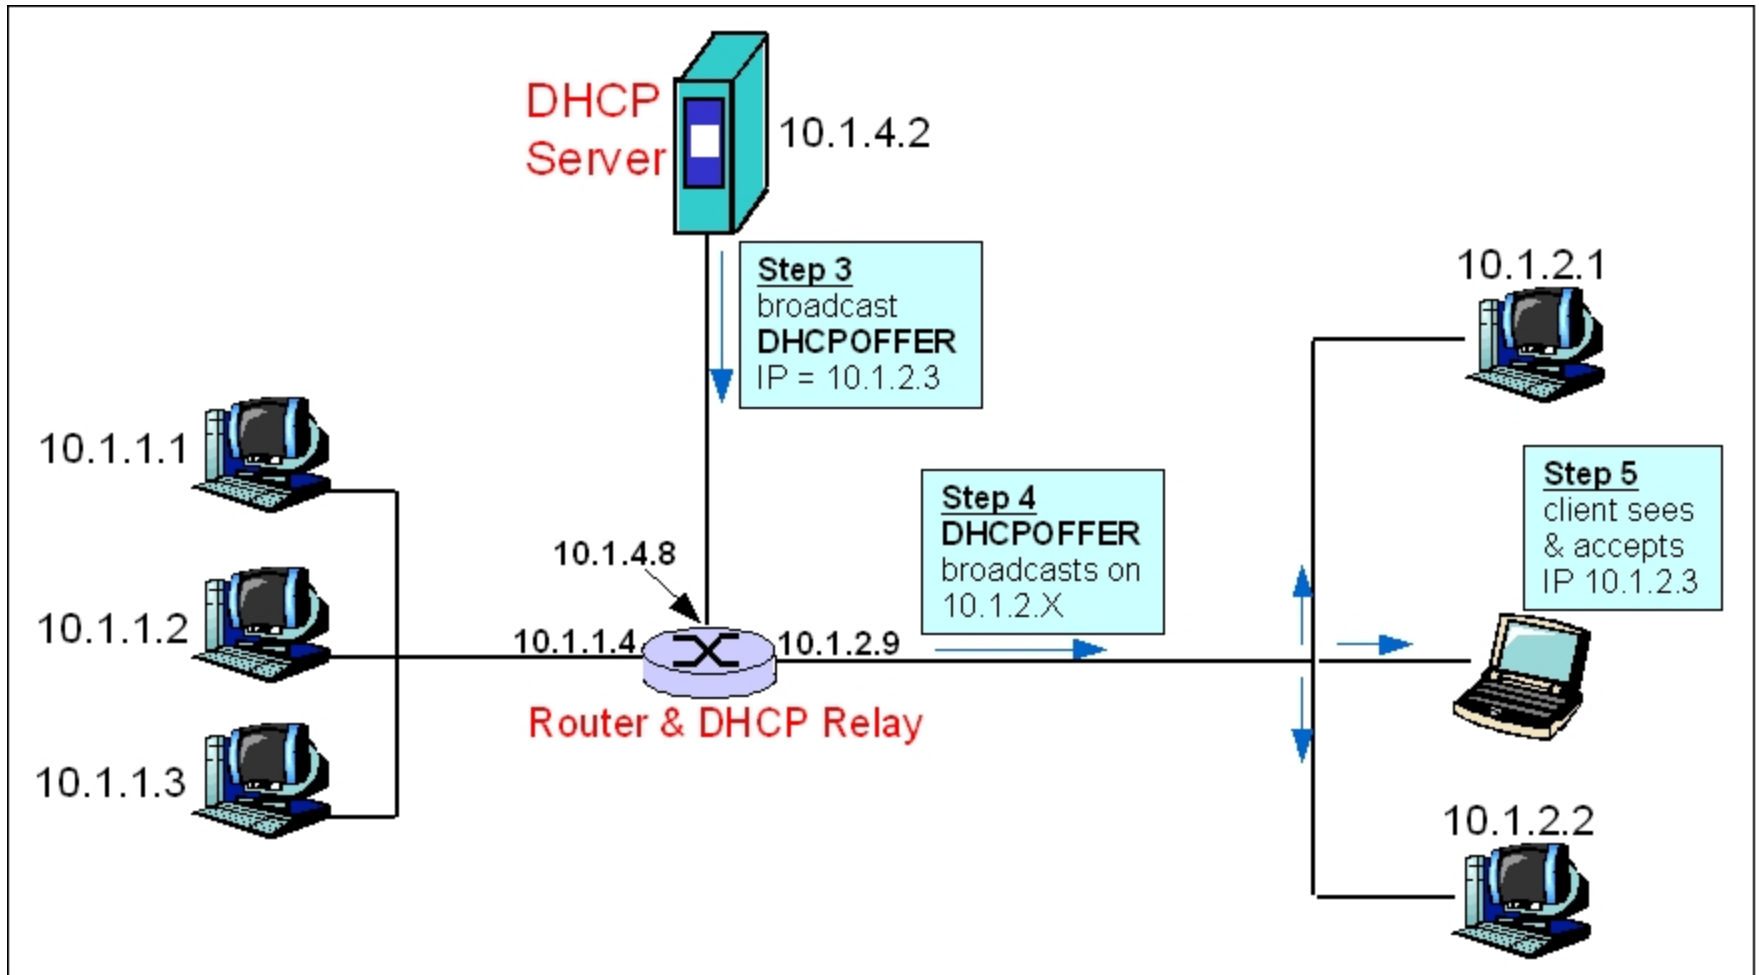 DHCP
Server
10.1.4.2
Step 3
broadcast
DHCPOFFER
IP = 10.1.2.3
10.1.2.1
10.1.1.1
Step 4
DHCPOFFER
broadcasts on
10.1.2.X
Step 5
client sees
& accepts
IP 10.1.2.3
10.1.4.8
10.1.1.2
10.1.1.4
10.1.2.9
Router & DHCP Relay
10.1.1.3
10.1.2.2